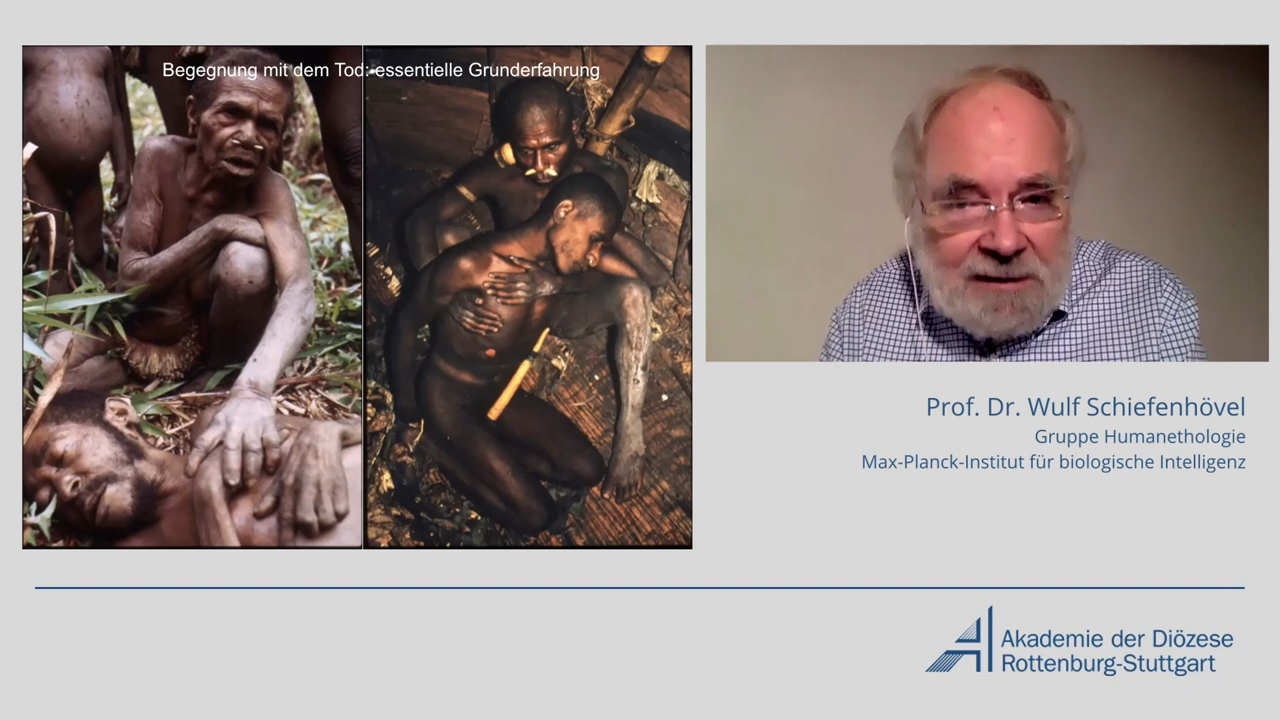 Begegnung mit dem Tod: essentielle Grunderfahrung
Prof. Dr. Wulf Schiefenhövel
Gruppe Humanethologie
Max-Planck-Institut für biologische Intelligenz
Akademie der Diözese
Rottenburg-Stuttgart